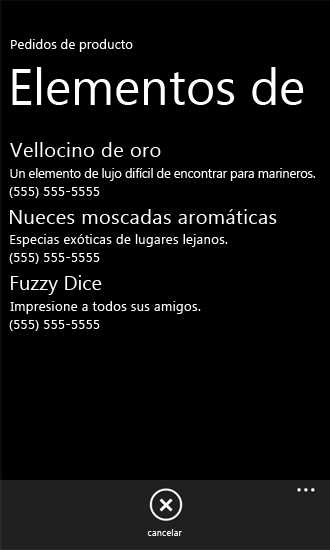 Pedidos de producto
Elementos de
Vellocino de oro
Un elemento de lujo difícil de encontrar para marineros.
(555) 555-5555
Nueces moscadas aromáticas
Especias exóticas de lugares lejanos.
(555) 555-5555
Fuzzy Dice
Impresione a todos sus amigos.
(555) 555-5555
cancelar